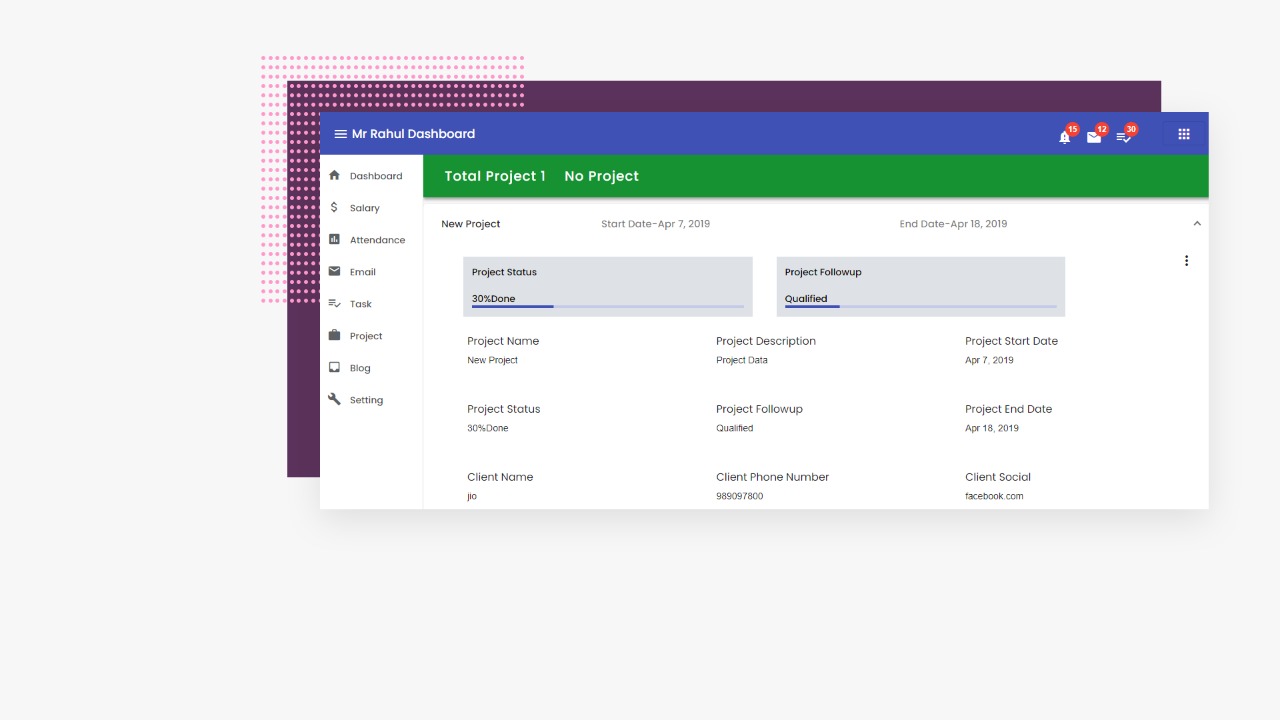 Mr Rahul Dashboard
15 12 30
Dashboard
Salary
Attendance
Email
Task
Project
Blog
Setting
Total Project 1 No Project
New Project Start Date-Apr 7, 2019 End Date-Apr 18, 2019
Project Status Project Followup
30%Done Qualified
Project Name Project Description Project Start Date
New Project Project Data Apr 7, 2019
Project Status Project Followup Project End Date
30%Done Qualified Apr 18, 2019
Client Name Client Phone Number Client Social
jio 989097800 facebook.com